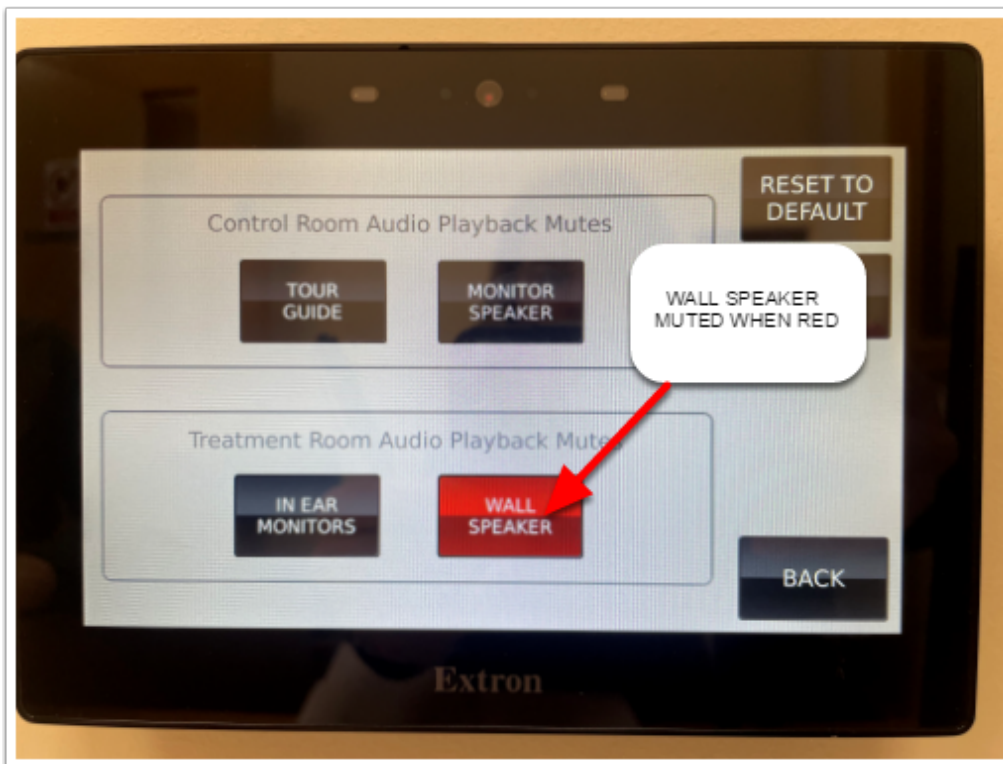 RESET TO
DEFAULT
Control Room Audio Playback Mutes
TOUR
GUIDE
MONITOR
SPEAKER
WALL SPEAKER
MUTED WHEN RED
Treatment Room Audio Playback Mutes
IN EAR
MONITORS
WALL
SPEAKER
BACK
Extron